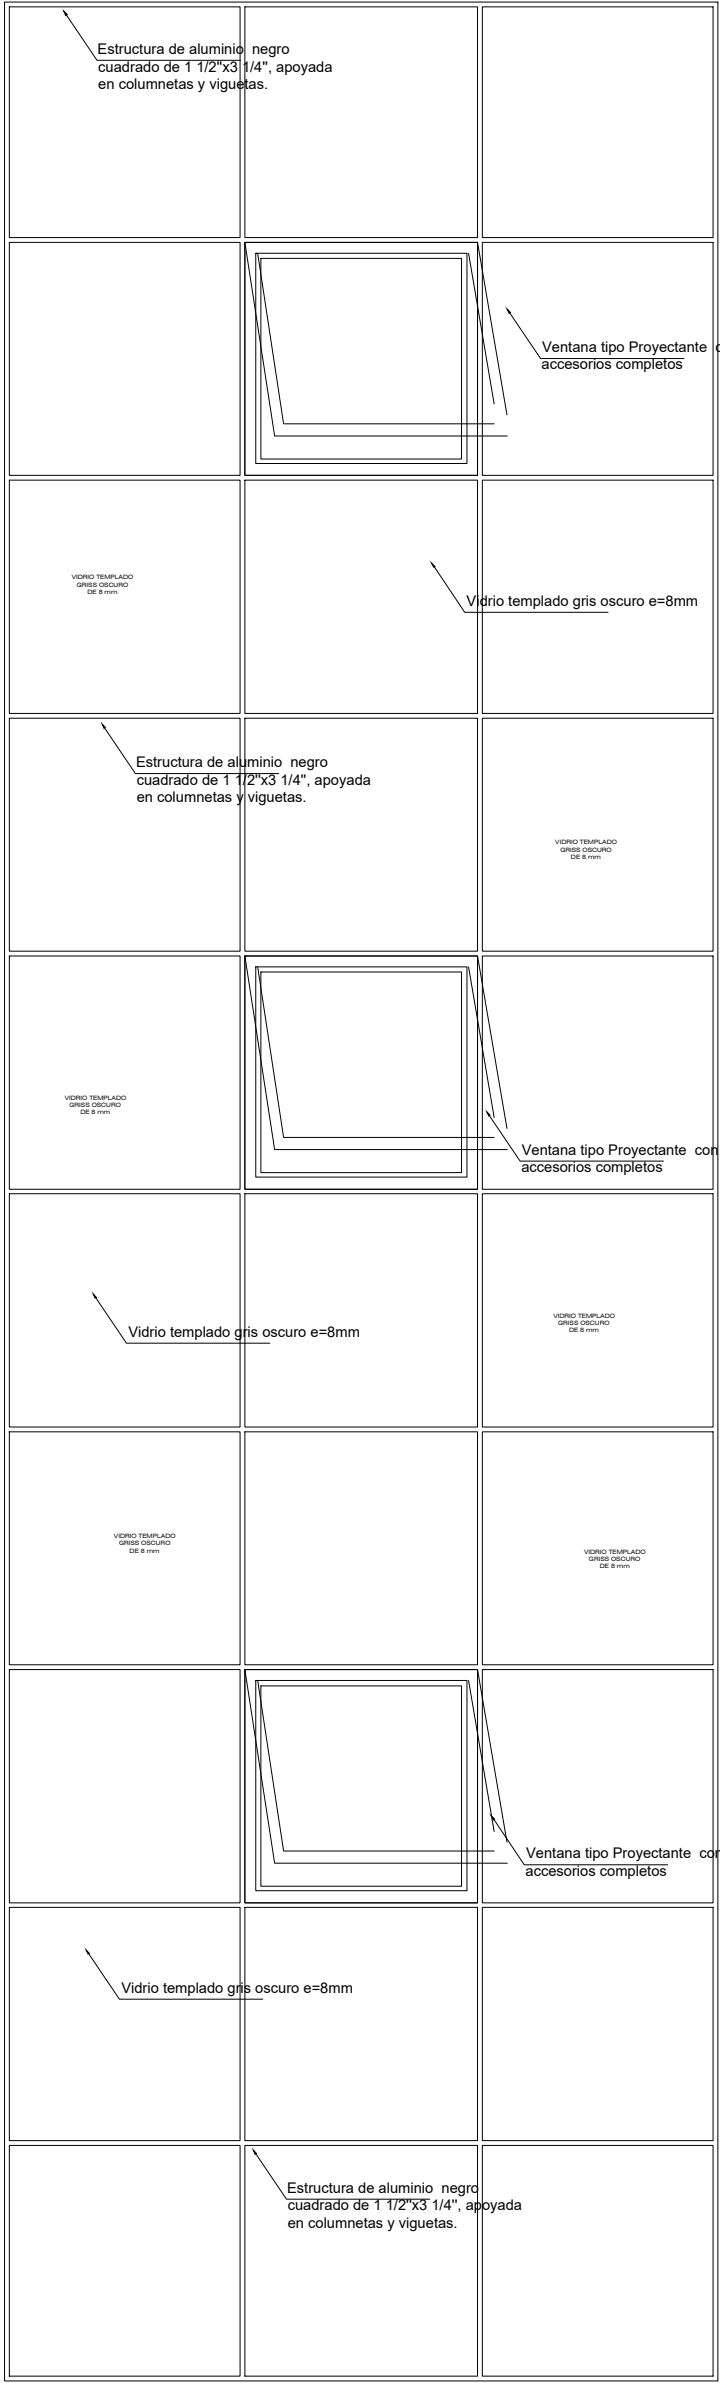 Estructura de aluminio negro
cuadrado de 1 1/2"x3 1/4", apoyada
en columnetas y viguetas.
Ventana tipo Proyectante
accesorios completos
VIDRIO TEMPLADO
GRISS OSCURO
DE 8 mm
Vidrio templado gris oscuro e=8mm
Estructura de aluminio negro
cuadrado de 1 1/2"x3 1/4", apoyada
en columnetas y viguetas.
VIDRIO TEMPLADO
GRISS OSCURO
DE 8 mm
VIDRIO TEMPLADO
GRISS OSCURO
DE 8 mm
Ventana tipo Proyectante con
accesorios completos
Vidrio templado gris oscuro e=8mm
VIDRIO TEMPLADO
GRISS OSCURO
DE 8 mm
VIDRIO TEMPLADO
GRISS OSCURO
DE 8 mm
VIDRIO TEMPLADO
GRISS OSCURO
DE 8 mm
Ventana tipo Proyectante con
accesorios completos
Vidrio templado gris oscuro e=8mm
Estructura de aluminio negro
cuadrado de 1 1/2"x3 1/4", apoyada
en columnetas y viguetas.